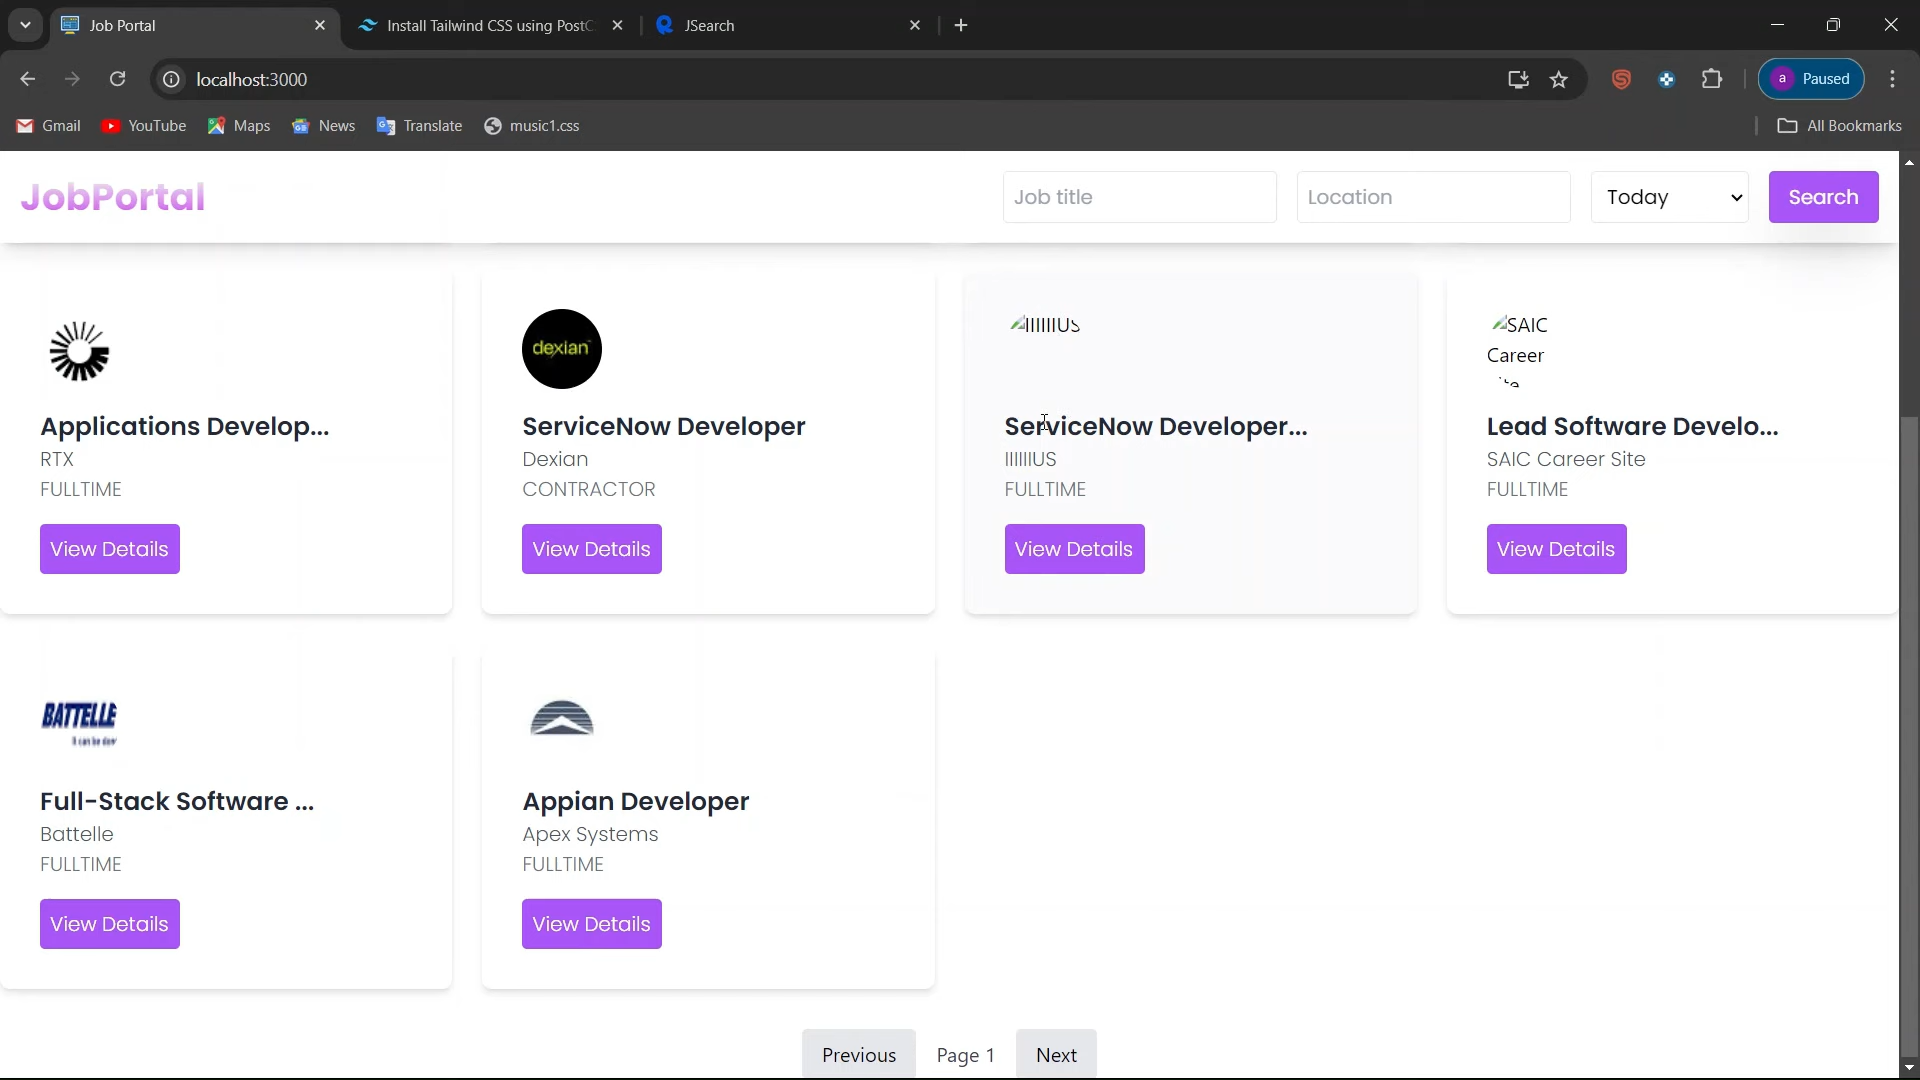 Job Portal
Install Tailwind CSS using PostC
JSearch
localhost:3000
a Paused
Gmail
YouTube
Maps
News
Translate
music1.css
All Bookmarks
JobPortal
Job title
Location
Today
Search
Applications Develop...
RTX
FULLTIME
View Details
dexian
ServiceNow Developer
Dexian
CONTRACTOR
View Details
IIIIIIUS
ServiceNow Developer...
IIIIIIUS
FULLTIME
View Details
SAIC
Career
Lead Software Develo...
SAIC Career Site
FULLTIME
View Details
BATTELLE
It can be done
Full-Stack Software ...
Battelle
FULLTIME
View Details
Appian Developer
Apex Systems
FULLTIME
View Details
Previous
Page 1
Next